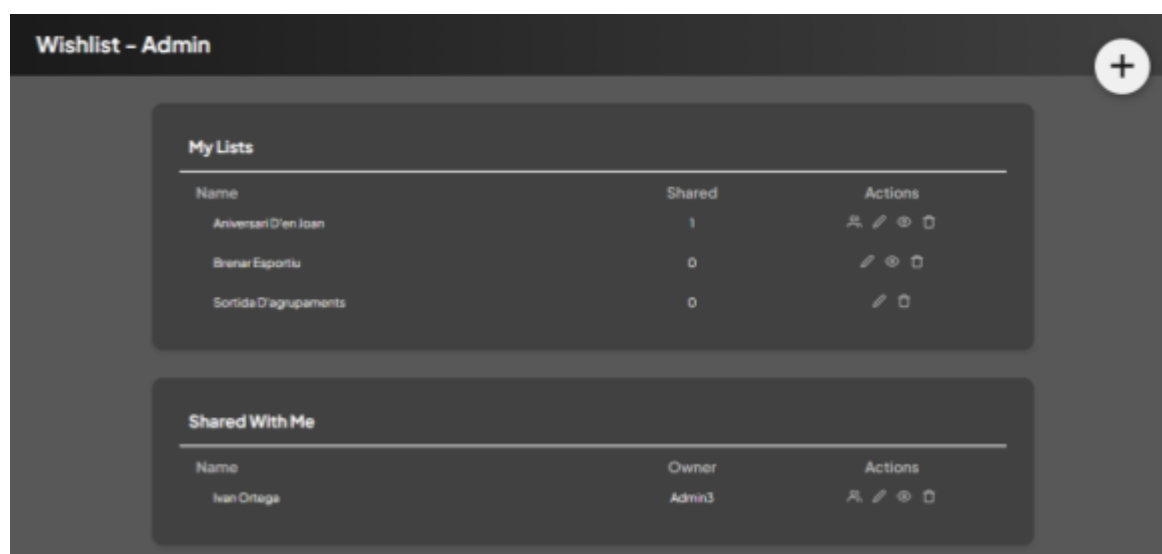 Wishlist - Admin
+
My Lists
Name Shared Actions
Aniversari D'en Joan 1
Brenar Esportiu 0
Sortida D'agrupaments 0
Shared With Me
Name Owner Actions
Ivan Ortega Admin3